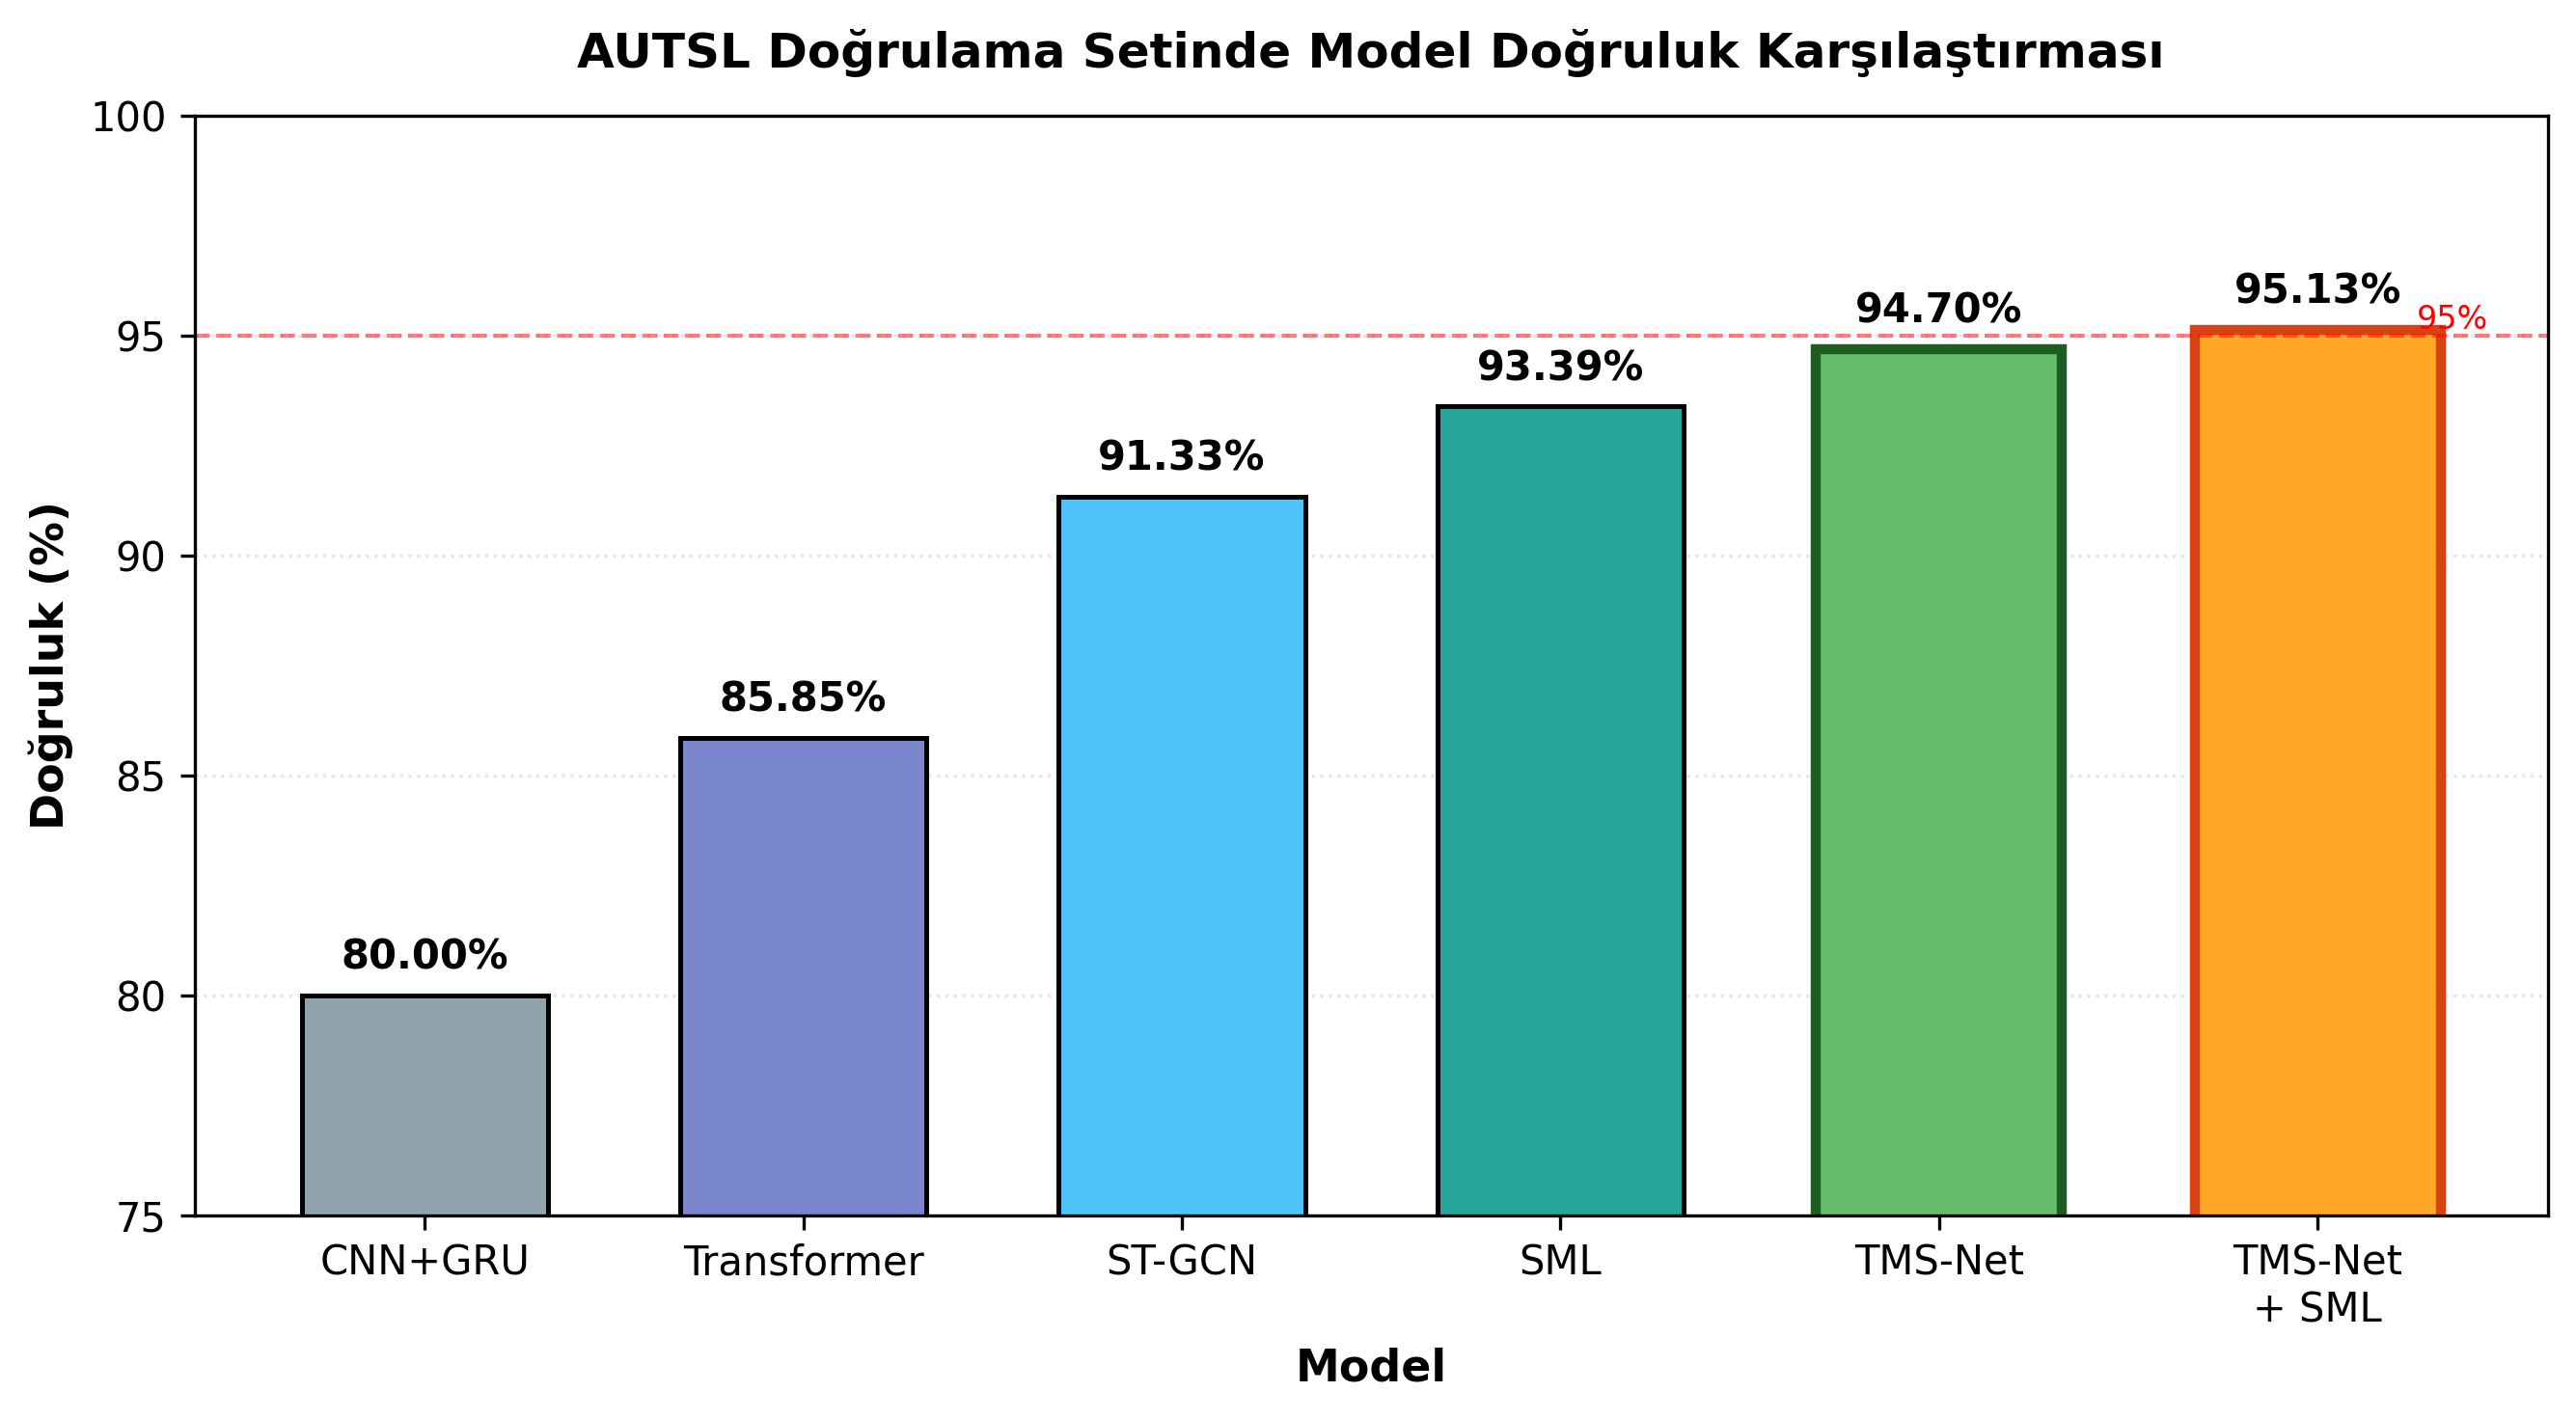 AUTSL Doğrulama Setinde Model Doğruluk Karşılaştırması
Doğruluk (%)
100
95
90
85
80
75
80.00%
85.85%
91.33%
93.39%
94.70%
95.13%
95%
CNN+GRU
Transformer
ST-GCN
SML
TMS-Net
TMS-Net
+ SML
Model